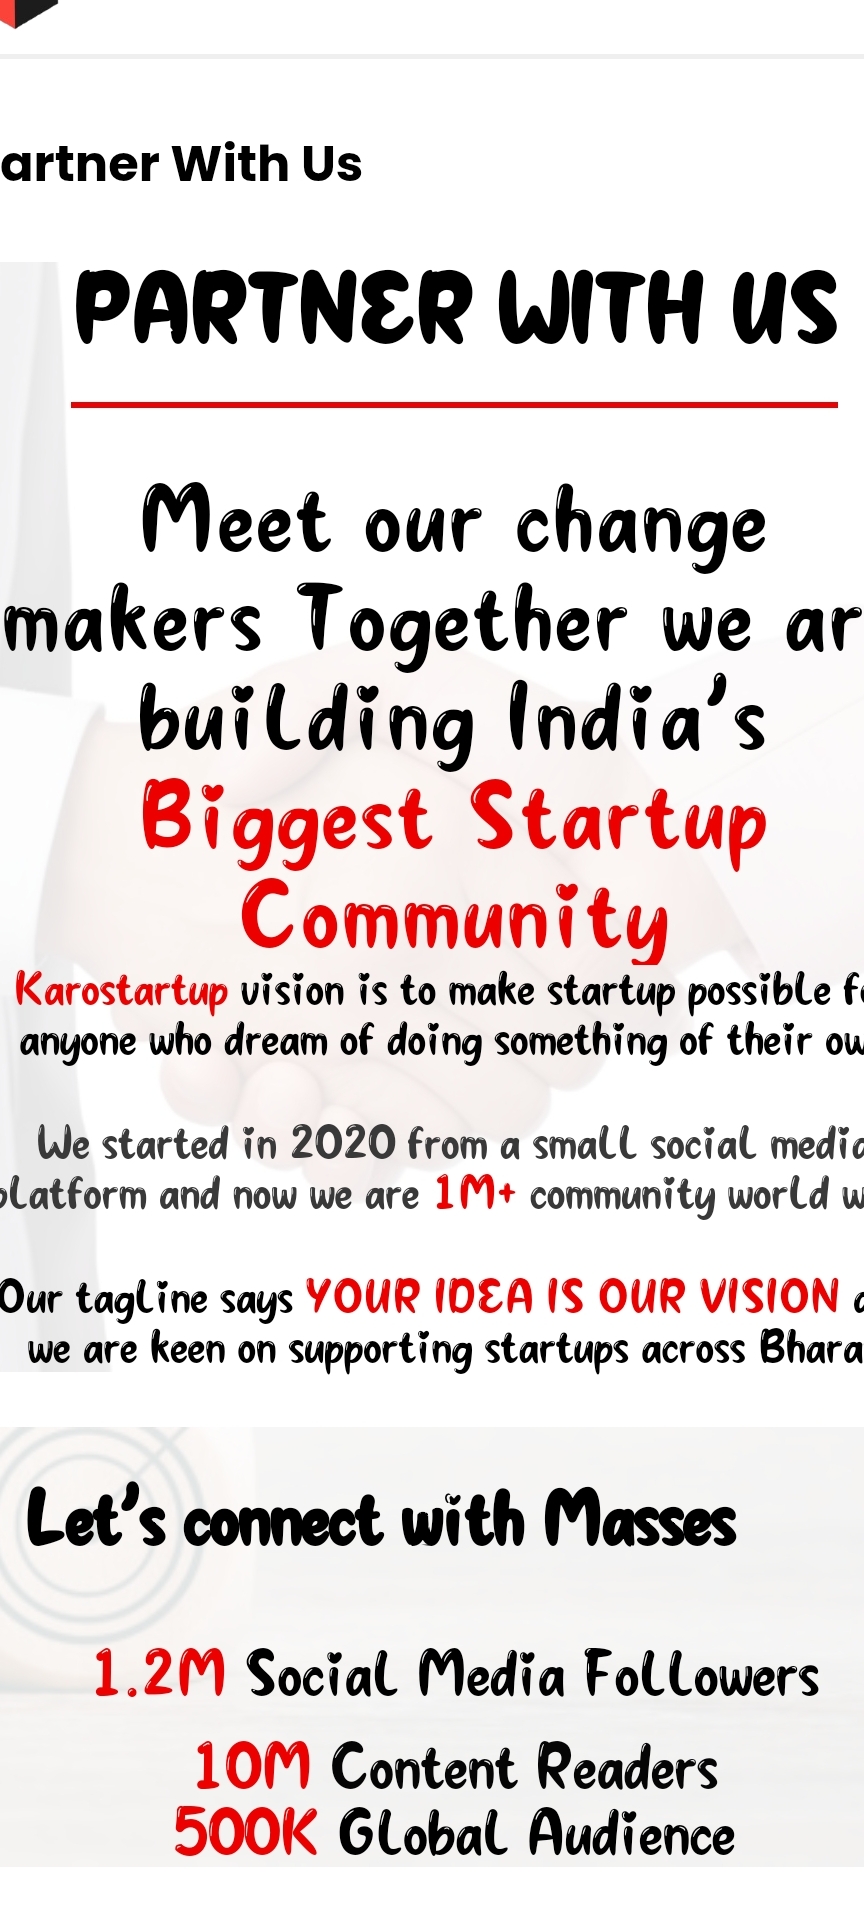 artner With Us
PARTNER WITH US
Meet our change
makers Together we ar
building India's
Biggest Startup
Community
Karostartup vision is to make startup possible fo
anyone who dream of doing something of their ow
We started in 2020 from a small social media
platform and now we are 1M+ community world w
Our tagline says YOUR IDEA IS OUR VISION a
we are keen on supporting startups across Bhara
Let's connect with Masses
1.2M Social Media Followers
10M Content Readers
500K Global Audience